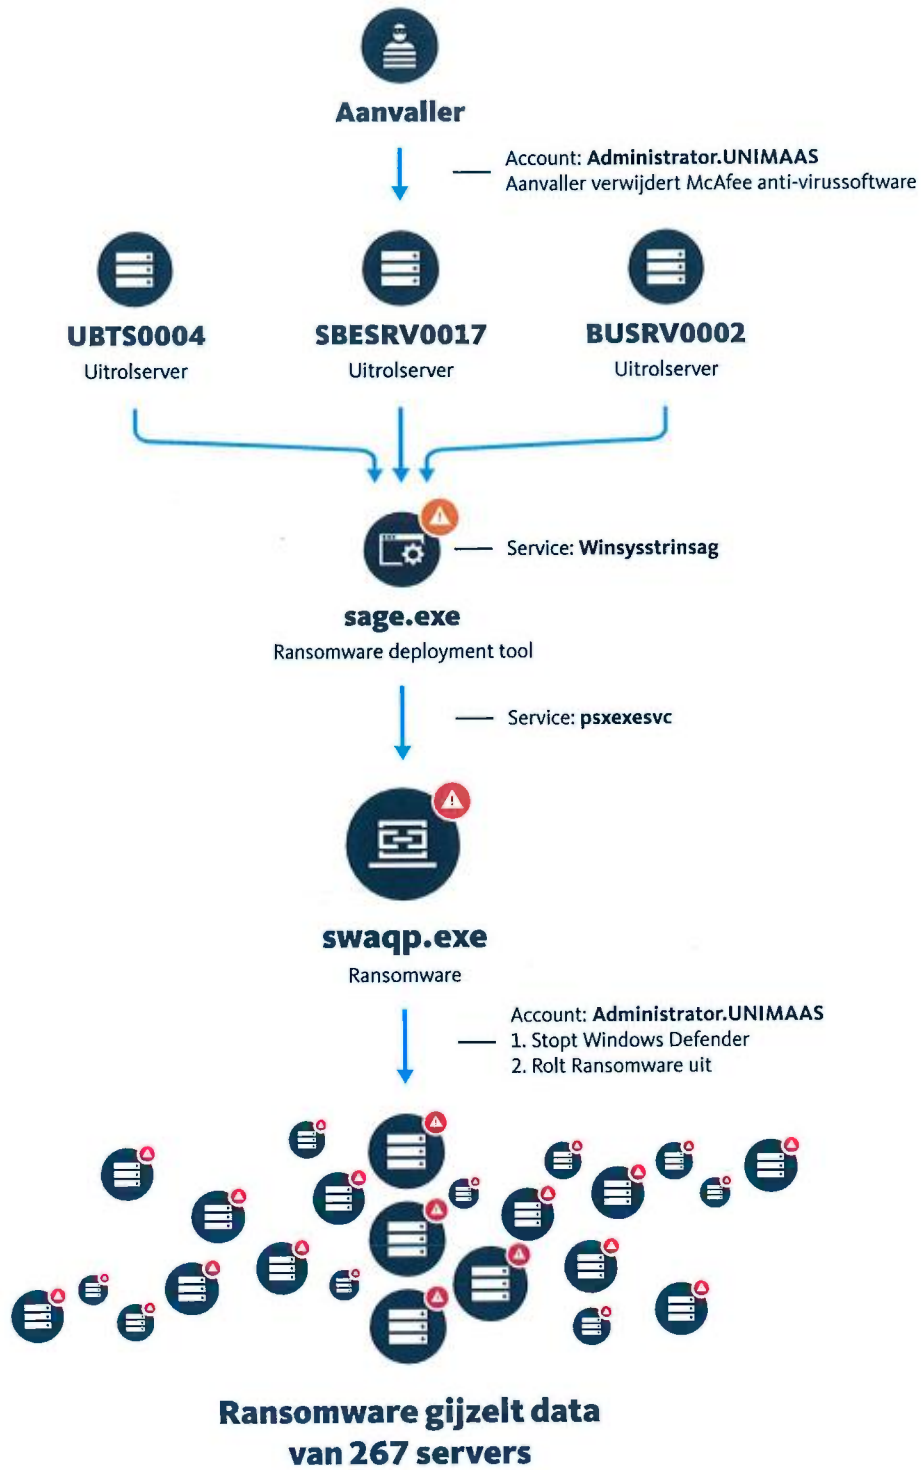 Aanvaller
Account: Administrator.UNIMAAS
Aanvaller verwijdert McAfee anti-virussoftware
UBTS0004
Uitrolserver
SBESRV0017
Uitrolserver
BUSRV0002
Uitrolserver
Service: Winsysstrinsag
sage.exe
Ransomware deployment tool
Service: psxexesvc
swaqp.exe
Ransomware
Account: Administrator.UNIMAAS
1. Stopt Windows Defender
2. Rolt Ransomware uit
Ransomware gijzelt data
van 267 servers